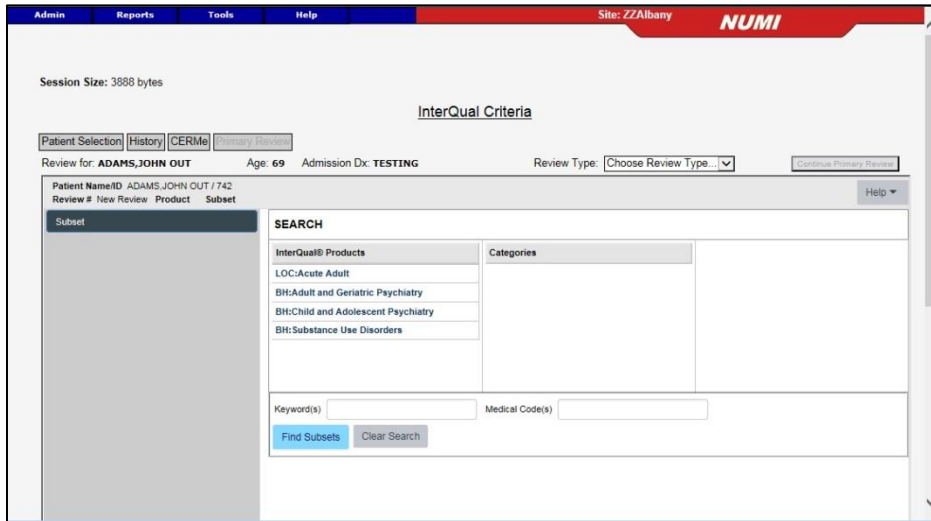 Admin Reports Tools Help Site: ZZAlbany NUMI
Session Size: 3888 bytes
InterQual Criteria
Patient Selection History CERMe Primary Review
Review for: ADAMS,JOHN OUT Age: 69 Admission Dx: TESTING Review Type: Choose Review Type... Continue Primary Review
Patient Name/ID ADAMS,JOHN OUT / 742
Review # New Review Product Subset
Help
Subset
SEARCH
InterQual® Products Categories
LOC:Acute Adult
BH:Adult and Geriatric Psychiatry
BH:Child and Adolescent Psychiatry
BH:Substance Use Disorders
Keyword(s) Medical Code(s)
Find Subsets Clear Search